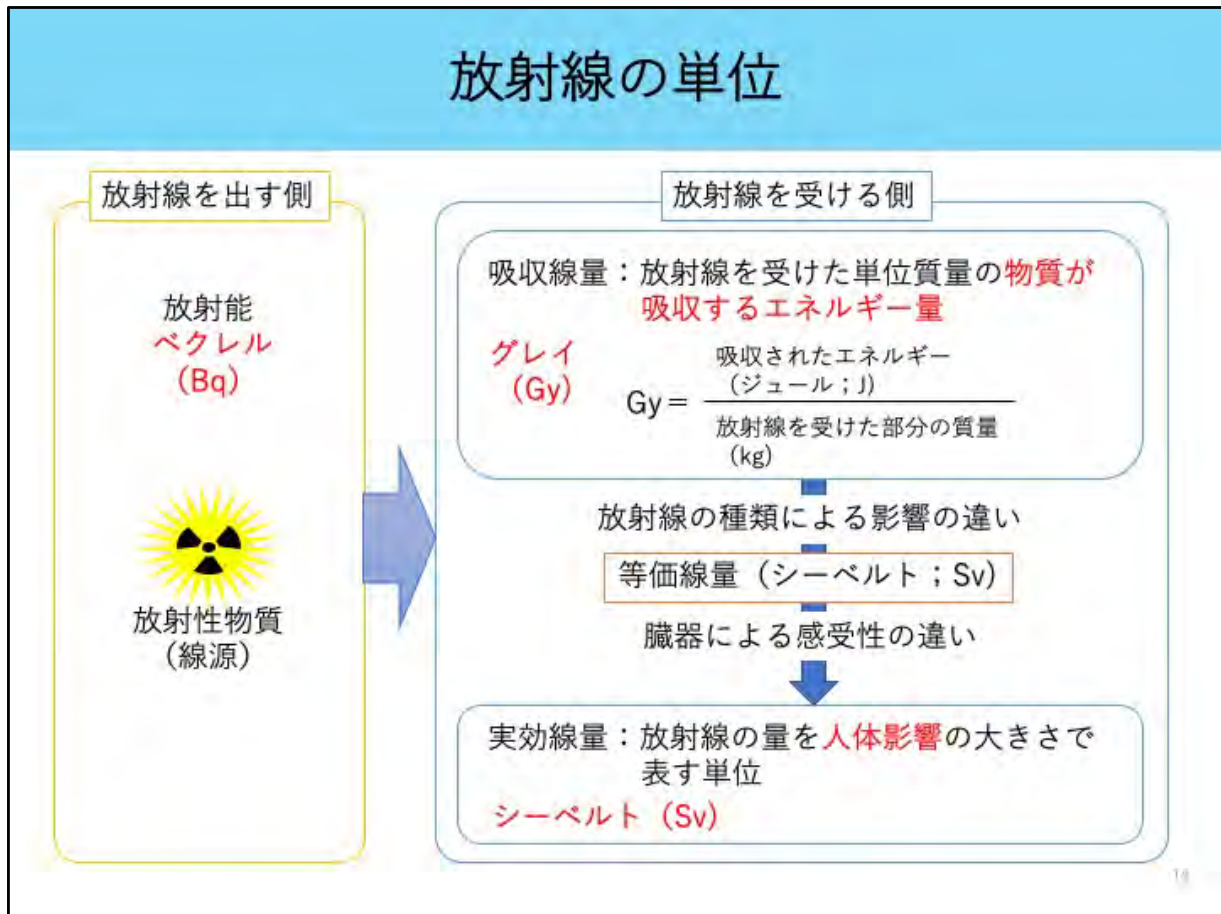 放射線の単位
放射線を出す側
放射能
ベクレル
（Bq）
放射性物質
（線源）
放射線を受ける側
吸収線量：放射線を受けた単位質量の物質が
吸収するエネルギー量
グレイ
（Gy）
Gy＝
吸収されたエネルギー
（ジュール；J)
放射線を受けた部分の質量
（kg）
放射線の種類による影響の違い
等価線量（シーベルト；Sv）
臓器による感受性の違い
実効線量：放射線の量を人体影響の大きさで
表す単位
シーベルト（Sv）